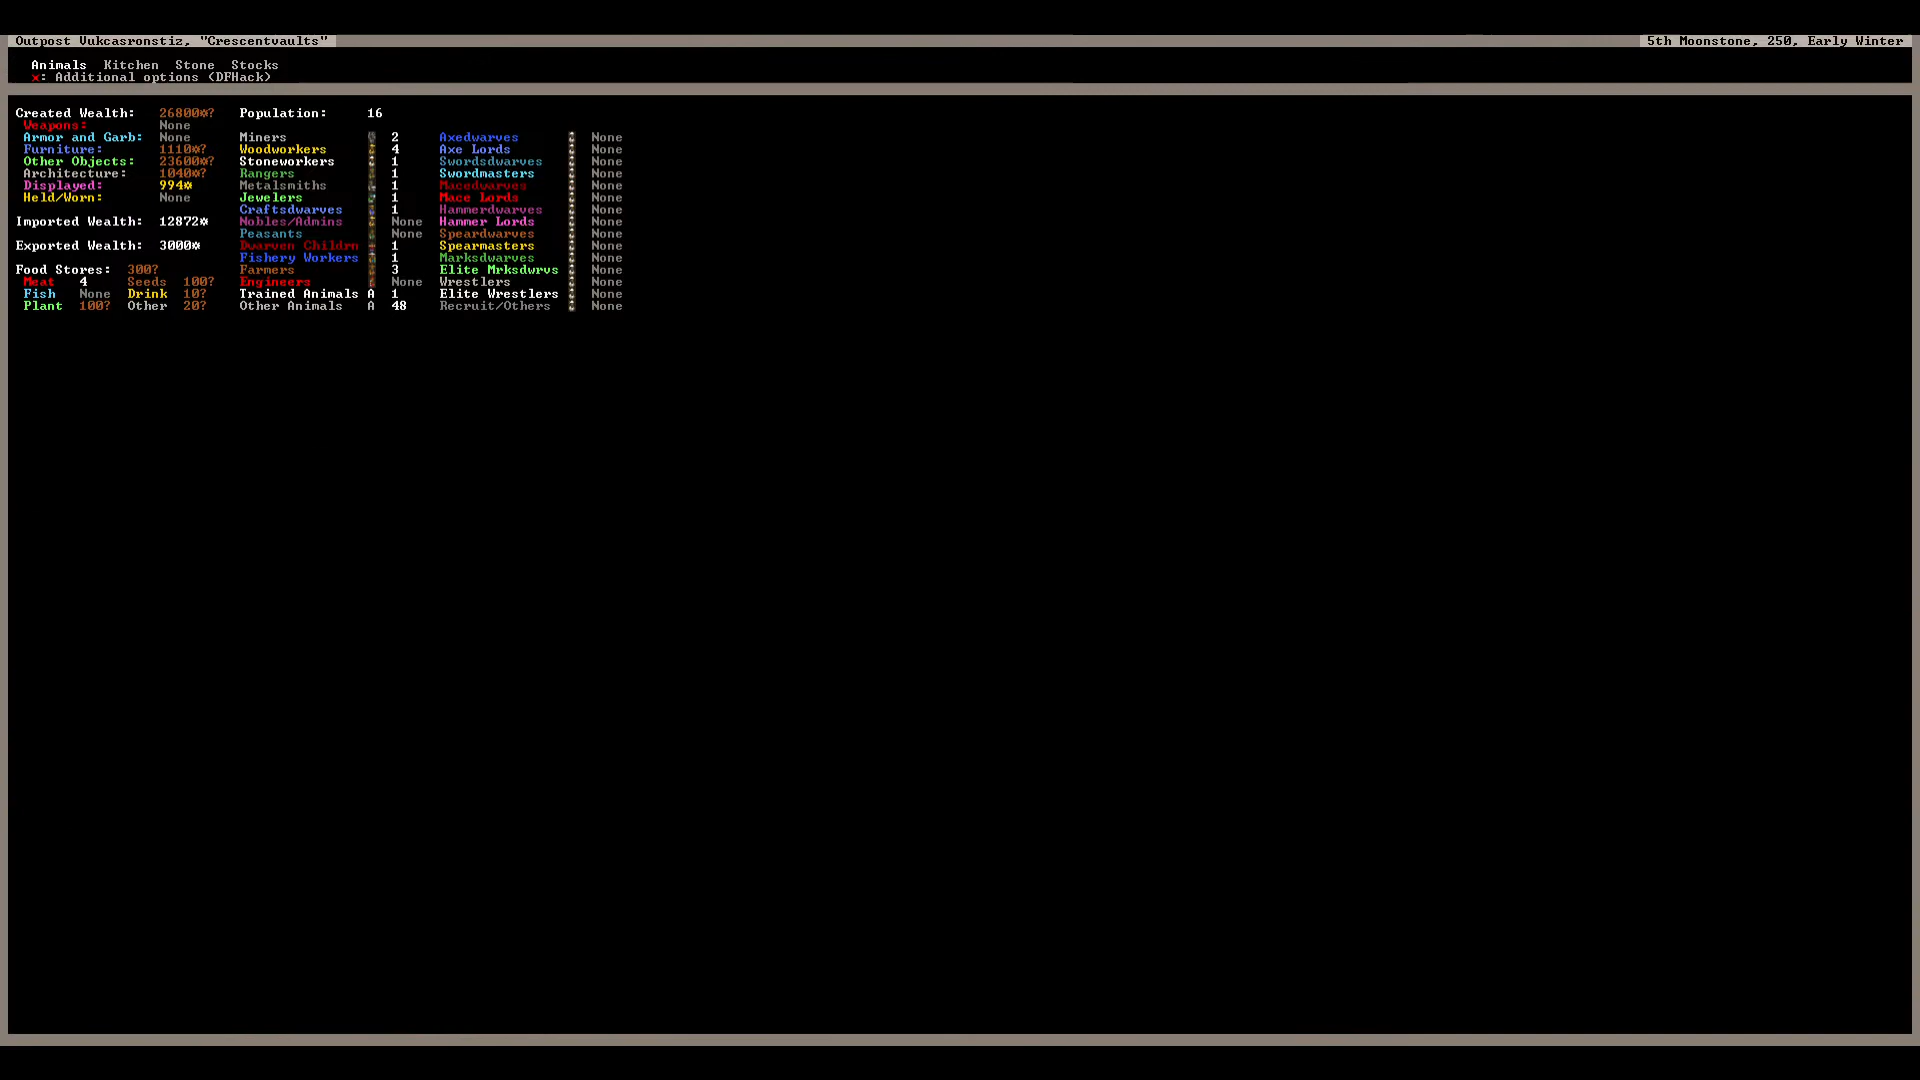 Outpost Vukcasronstiz, "Crescentvaults" 5th Moonstone, 250, Early Winter
Animals Kitchen Stone Stocks
x: Additional options (DFHack)
Created Wealth: 26800☼? Population: 16
Weapons: None
Armor and Garb: None Miners 2 Axedwarves None
Furniture: 1110☼? Woodworkers 4 Axe Lords None
Other Objects: 23600☼? Stoneworkers 1 Swordsdwarves None
Architecture: 1040☼? Rangers 1 Swordmasters None
Displayed: 994☼ Metalsmiths 1 Macedwarves None
Held/Worn: None Jewelers 1 Mace Lords None
Craftsdwarves 1 Hammerdwarves None
Imported Wealth: 12872☼ Nobles/Admins None Hammer Lords None
Peasants None Speardwarves None
Exported Wealth: 3000☼ Dwarven Childrn 1 Spearmasters None
Fishery Workers 1 Marksdwarves None
Food Stores: 300? Farmers 3 Elite Mrksdwrvs None
Meat 4 Seeds 100? Engineers None Wrestlers None
Fish None Drink 10? Trained Animals A 1 Elite Wrestlers None
Plant 100? Other 20? Other Animals A 48 Recruit/Others None